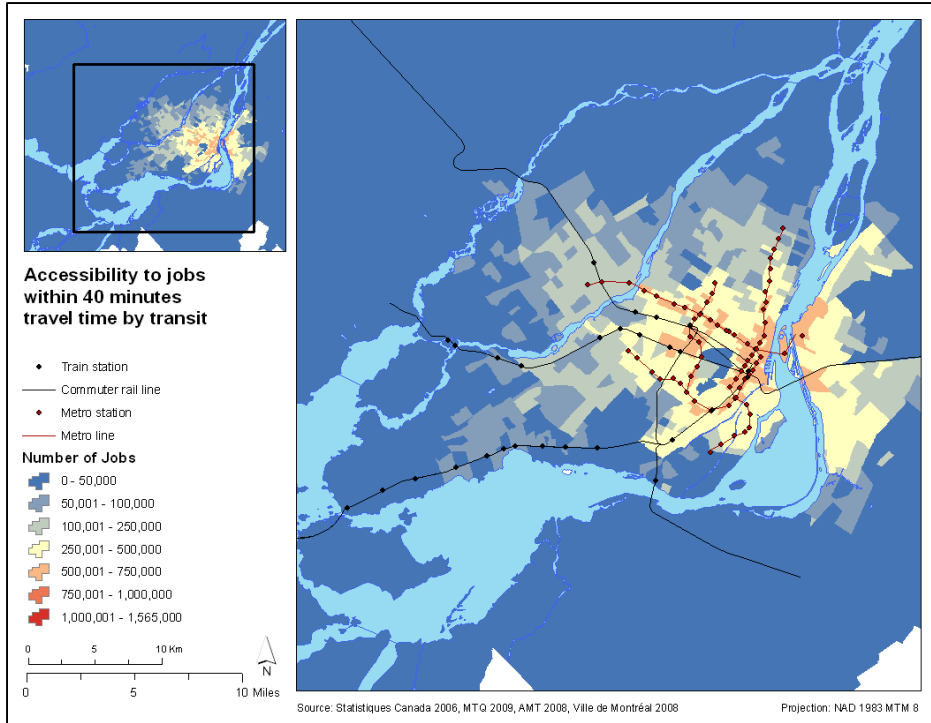 Accessibility to jobs
within 40 minutes
travel time by transit
Train station
Commuter rail line
Metro station
Metro line
Number of Jobs
0 - 50,000
50,001 - 100,000
100,001 - 250,000
250,001 - 500,000
500,001 - 750,000
750,001 - 1,000,000
1,000,001 - 1,565,000
0 5 10 Km
N
0 5 10 Miles
Source: Statistiques Canada 2006, MTQ 2009, AMT 2008, Ville de Montréal 2008
Projection: NAD 1983 MTM 8